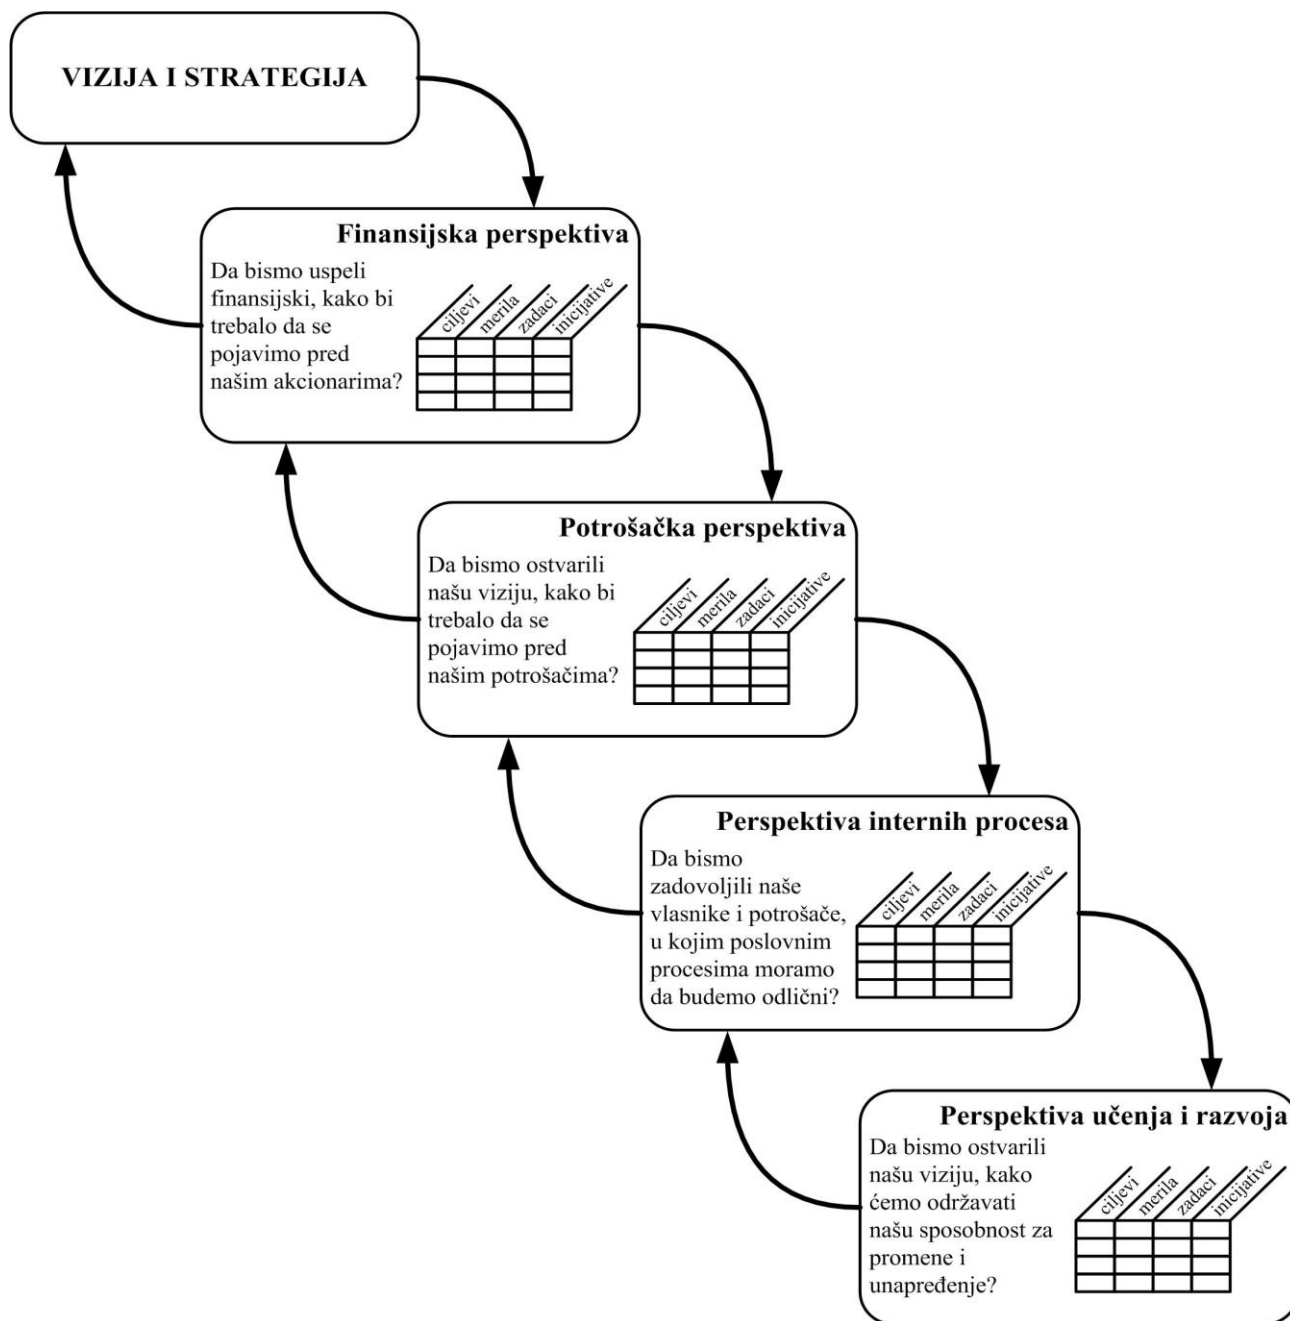 VIZIJA I STRATEGIJA
Finansijska perspektiva
Da bismo uspeli
finansijski, kako bi
trebalo da se
pojavimo pred
našim akcionarima?
ciljevi
merila
zadaci
inicijative
Potrošačka perspektiva
Da bismo ostvarili
našu viziju, kako bi
trebalo da se
pojavimo pred
našim potrošačima?
ciljevi
merila
zadaci
inicijative
Perspektiva internih procesa
Da bismo
zadovoljili naše
vlasnike i potrošače,
u kojim poslovnim
procesima moramo
da budemo odlični?
ciljevi
merila
zadaci
inicijative
Perspektiva učenja i razvoja
Da bismo ostvarili
našu viziju, kako
ćemo održavati
našu sposobnost za
promene i
unapređenje?
ciljevi
merila
zadaci
inicijative